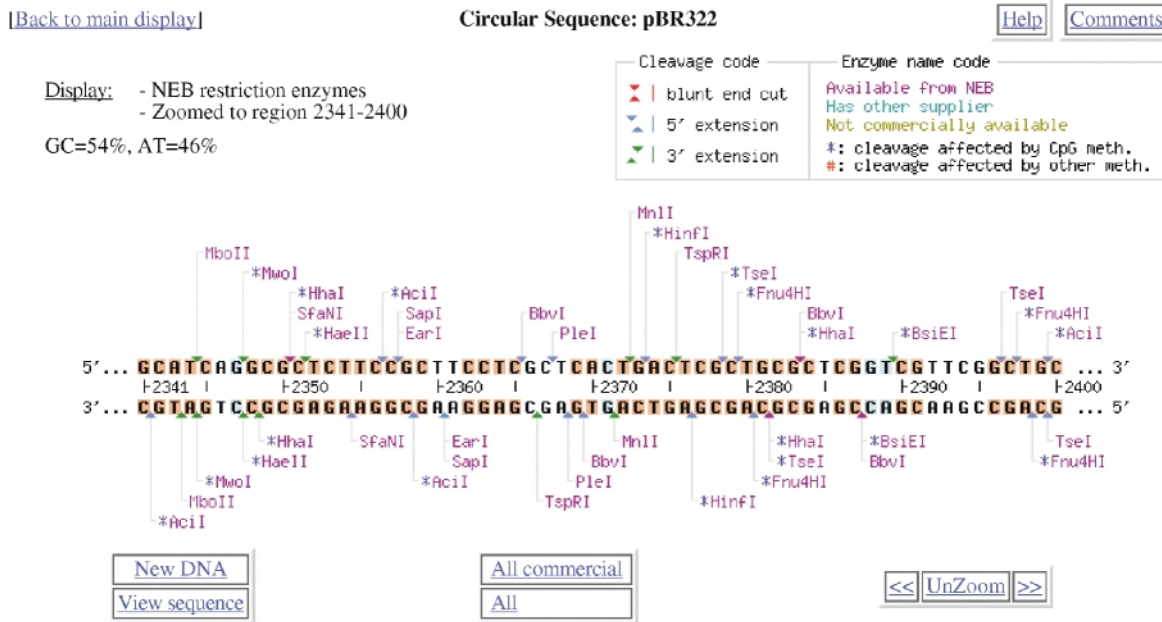 [Back to main display]
Circular Sequence: pBR322
Help
Comments
Display: - NEB restriction enzymes
- Zoomed to region 2341-2400
GC=54%, AT=46%
Cleavage code
blunt end cut
5′ extension
3′ extension
Enzyme name code
Available from NEB
Has other supplier
Not commercially available
*: cleavage affected by CpG meth.
#: cleavage affected by other meth.
MnlI
*HinfI
MboII TspRI
*MwoI *TseI
*HhaI *AciI *Fnu4HI TseI
SfaNI SapI BbvI BbvI *Fnu4HI
*HaeII EarI PleI *HhaI *BsiEI *AciI
5′... GCATCAGGCGCTCTTCCGCTTCCTCGCTCACTGACTCGCTGCGCTCGGTCGTTCGGCTGC ... 3′
2341 2350 2360 2370 2380 2390 2400
3′... CGTAGTCCGCGAGAAGGCGAAGGAGCGAGTGACTGAGCGACGCGAGCCAGCAAGCCGACG ... 5′
*HhaI SfaNI EarI MnlI *HhaI *BsiEI TseI
*HaeII SapI BbvI *TseI BbvI *Fnu4HI
*MwoI *AciI PleI *Fnu4HI
MboII TspRI *HinfI
*AciI
New DNA
View sequence
All commercial
All
<< UnZoom >>